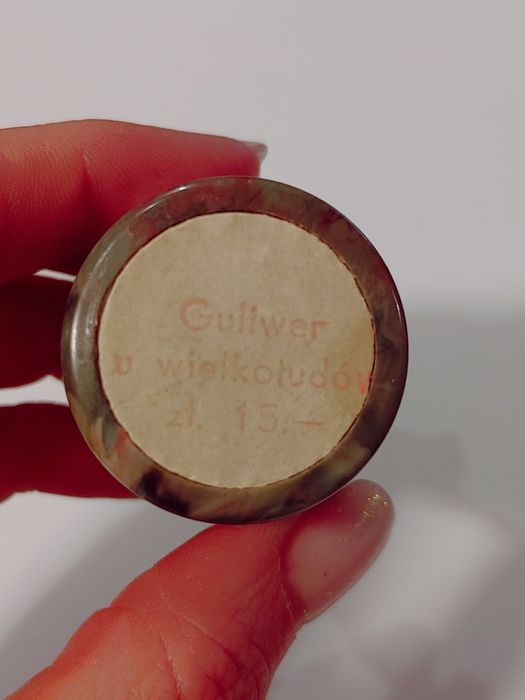 Guliwer
u wielkoludów
zł. 15.—